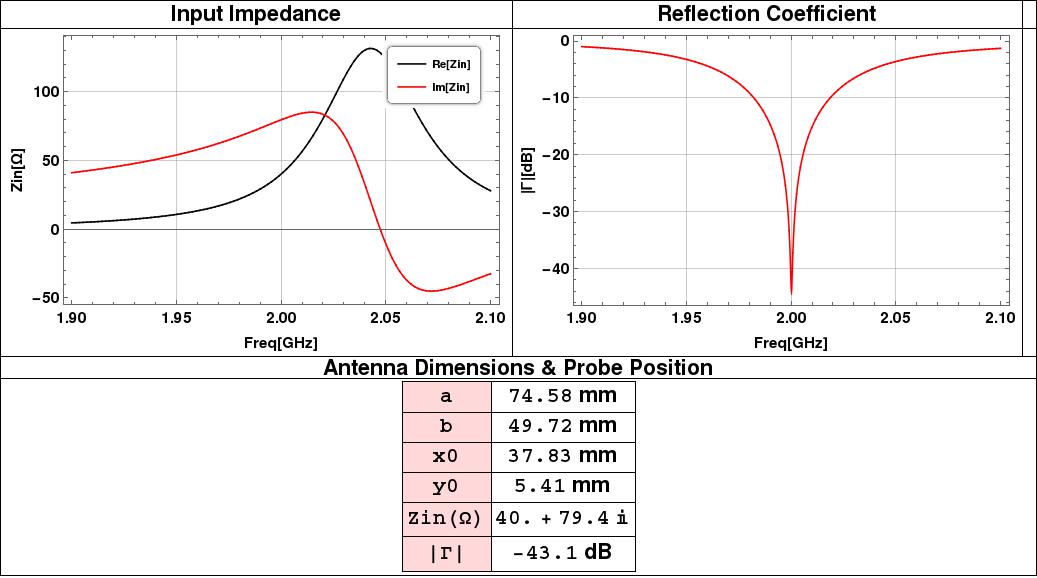 Input Impedance
Reflection Coefficient
Zin[Ω]
100
50
0
−50
Re[Zin]
Im[Zin]
1.90 1.95 2.00 2.05 2.10
Freq[GHz]
|Γ|[dB]
0
−10
−20
−30
−40
1.90 1.95 2.00 2.05 2.10
Freq[GHz]
Antenna Dimensions & Probe Position
a 74.58 mm
b 49.72 mm
x0 37.83 mm
y0 5.41 mm
Zin(Ω) 40. + 79.4 i
|Γ| −43.1 dB